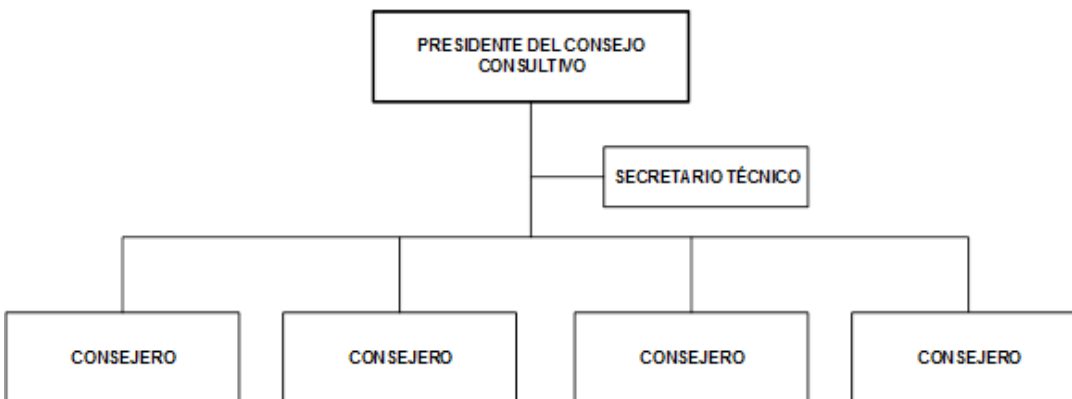 PRESIDENTE DEL CONSEJO
CONSULTIVO
SECRETARIO TÉCNICO
CONSEJERO
CONSEJERO
CONSEJERO
CONSEJERO